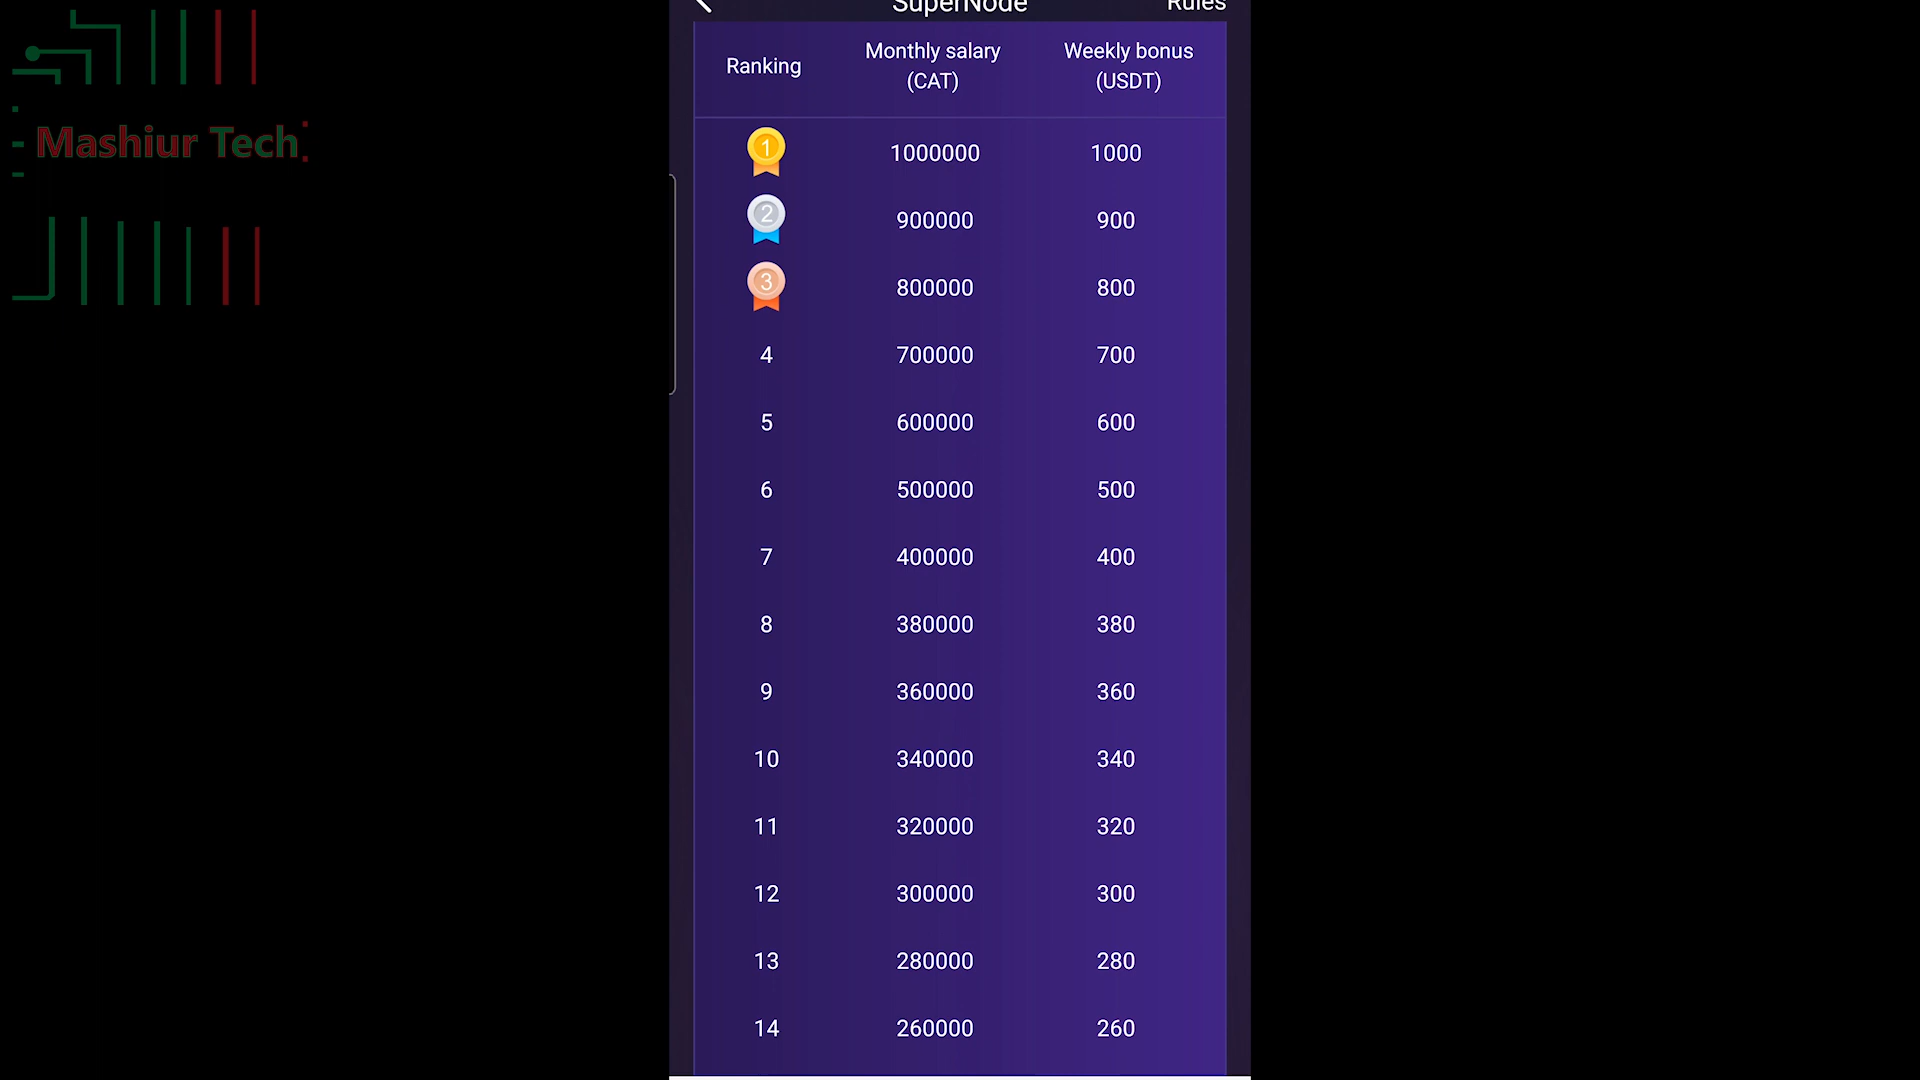 SuperNode Rules
Mashiur Tech
Ranking Monthly salary (CAT) Weekly bonus (USDT)
1 1000000 1000
2 900000 900
3 800000 800
4 700000 700
5 600000 600
6 500000 500
7 400000 400
8 380000 380
9 360000 360
10 340000 340
11 320000 320
12 300000 300
13 280000 280
14 260000 260